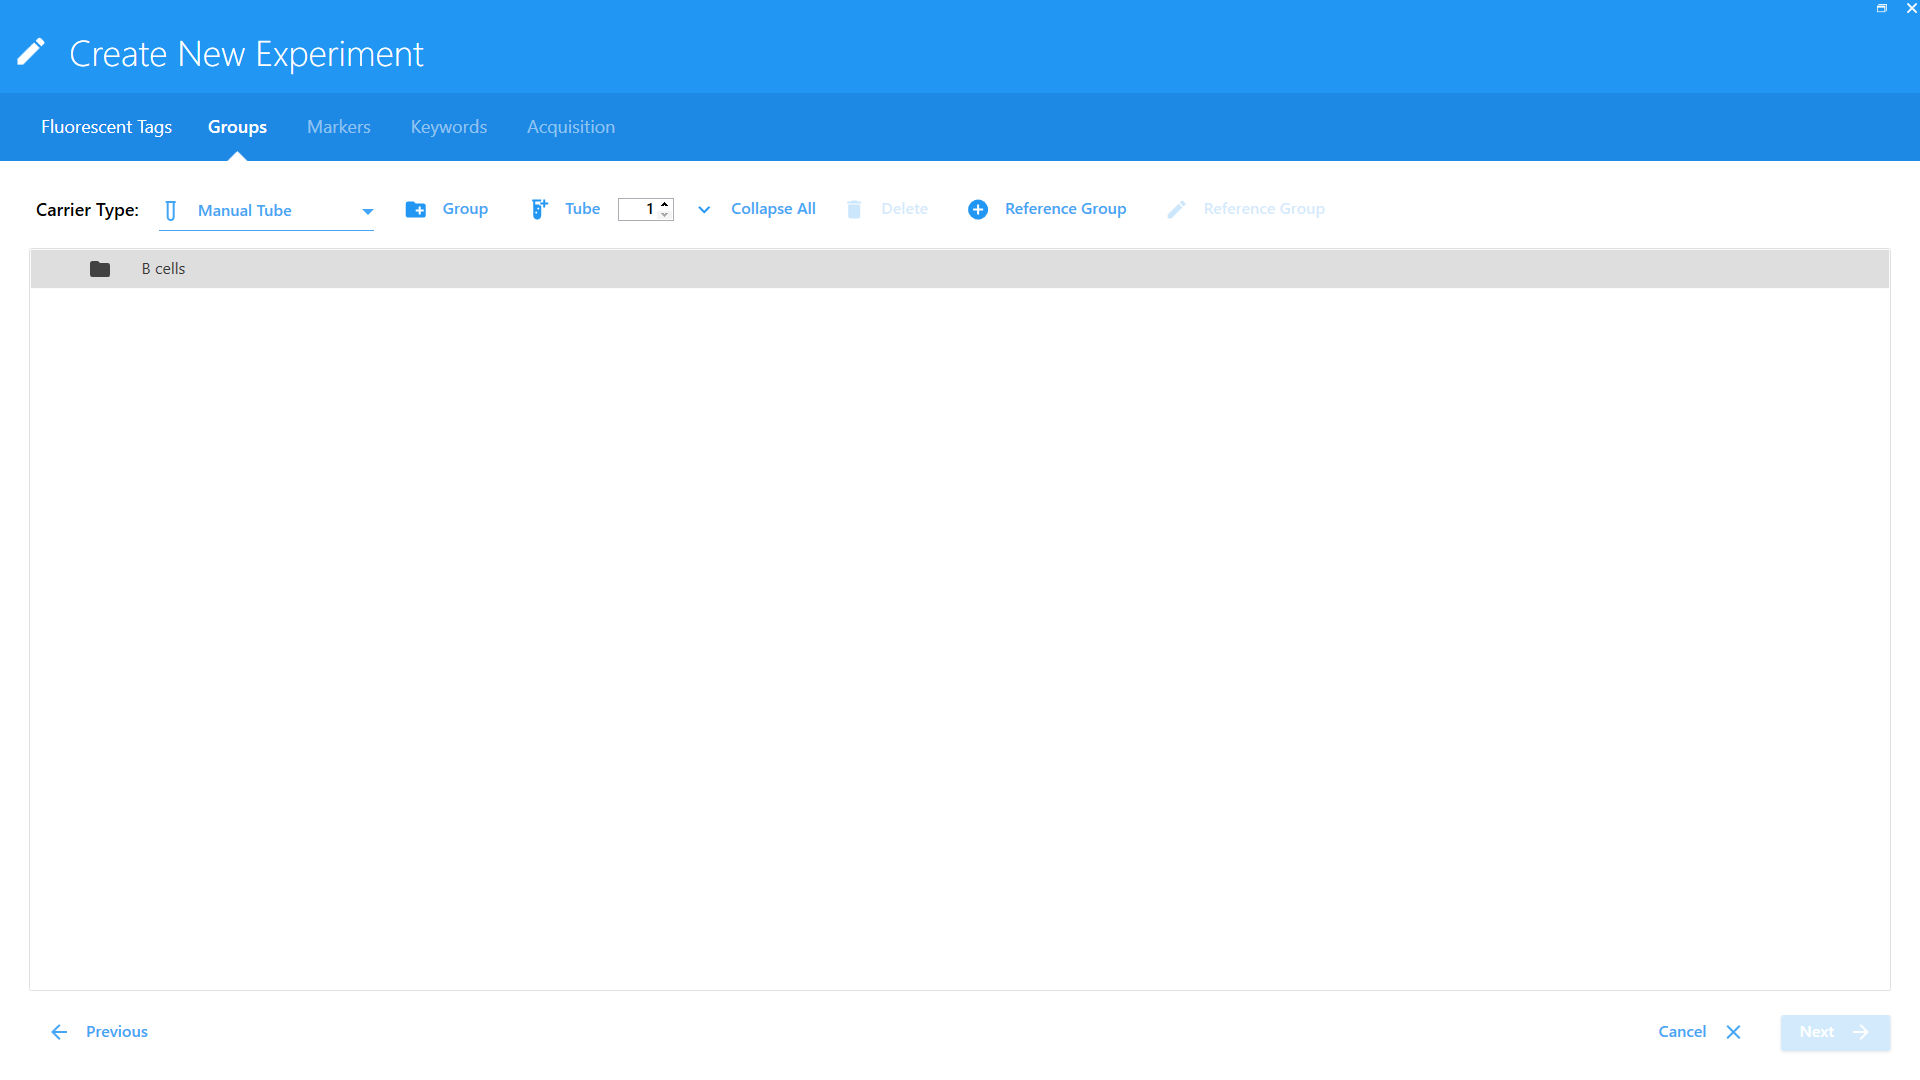 Create New Experiment
Fluorescent Tags Groups Markers Keywords Acquisition
Carrier Type: Manual Tube Group Tube 1 Collapse All Delete Reference Group Reference Group
B cells
Previous Cancel Next